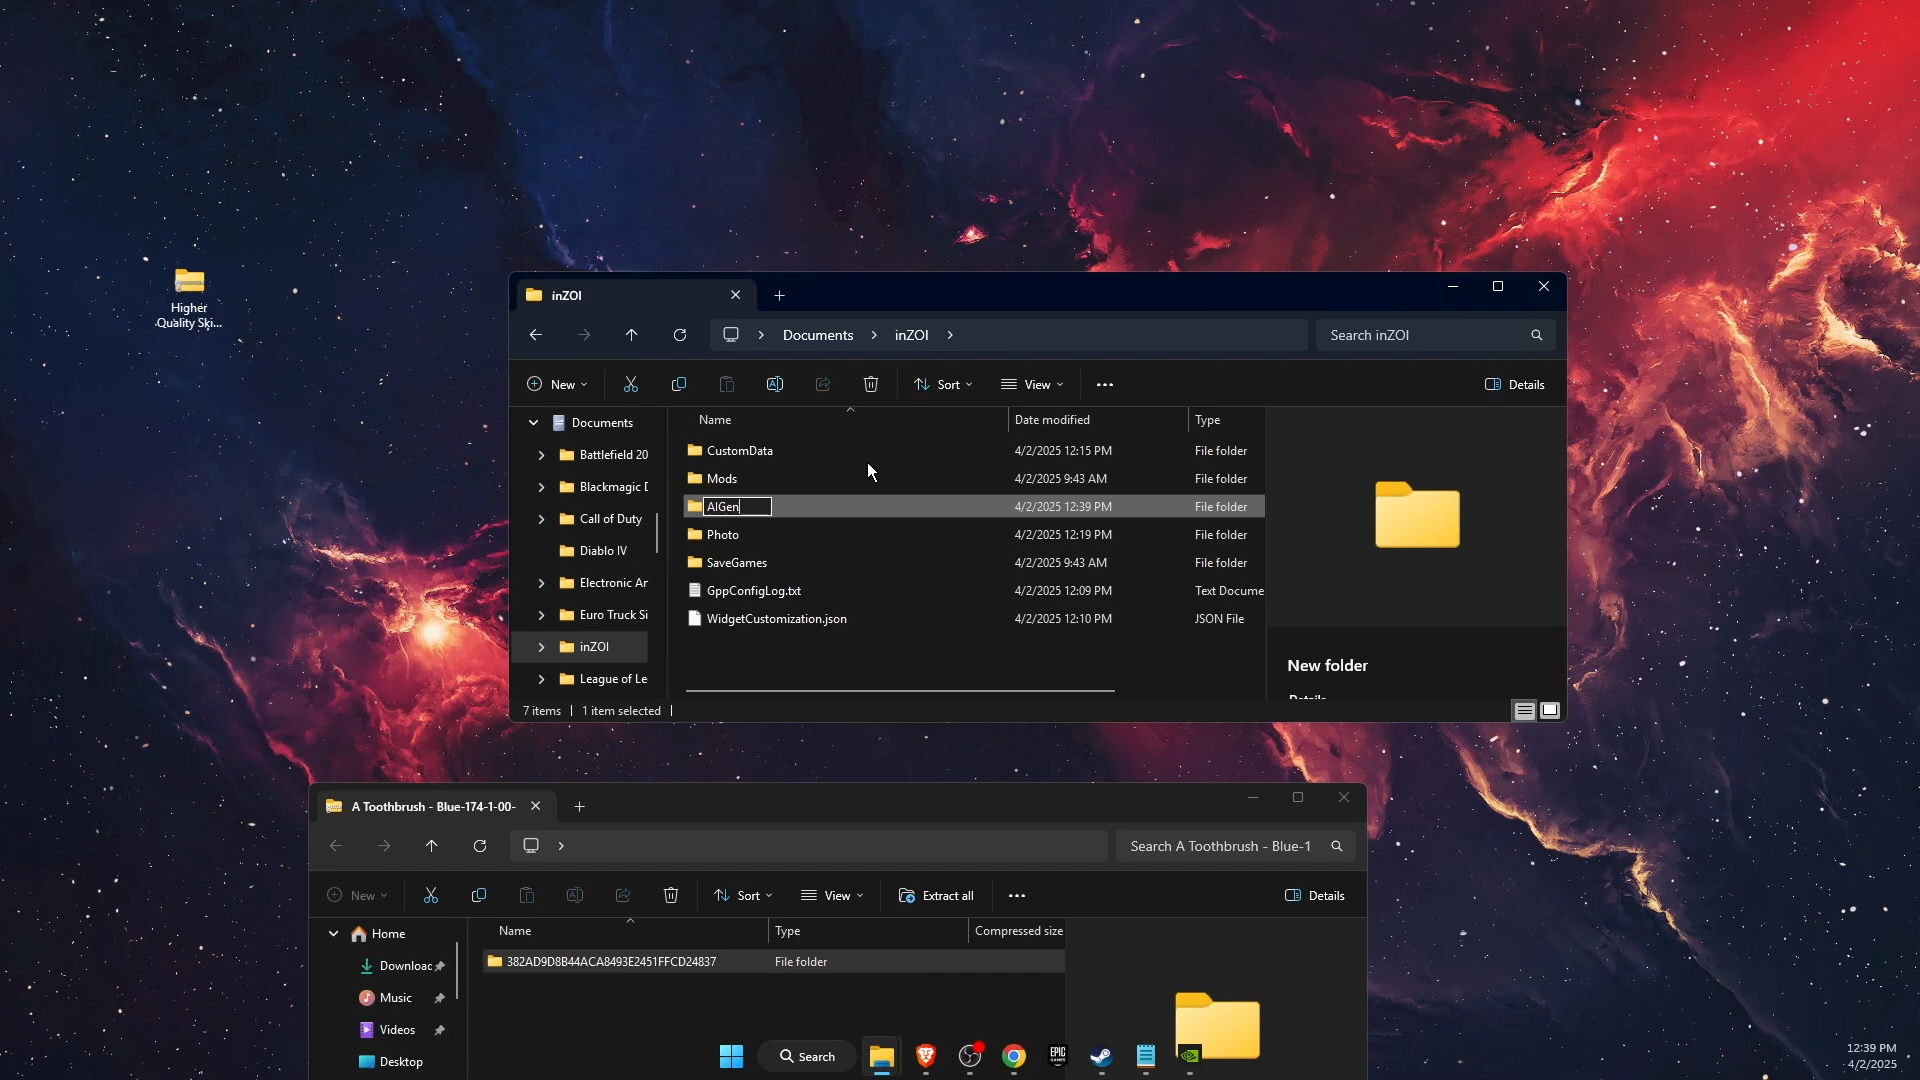 Higher
Quality Ski...
inZOI
Documents
inZOI
Search inZOI
New
Sort
View
Details
Documents
Battlefield 20
Blackmagic D
Call of Duty
Diablo IV
Electronic Ar
Euro Truck Si
inZOI
League of Le
Name
Date modified
Type
CustomData
4/2/2025 12:15 PM
File folder
Mods
4/2/2025 9:43 AM
File folder
AIGen
4/2/2025 12:39 PM
File folder
Photo
4/2/2025 12:19 PM
File folder
SaveGames
4/2/2025 9:43 AM
File folder
GppConfigLog.txt
4/2/2025 12:09 PM
Text Docume
WidgetCustomization.json
4/2/2025 12:10 PM
JSON File
New folder
7 items
1 item selected
A Toothbrush - Blue-174-1-00-
Search A Toothbrush - Blue-1
New
Sort
View
Extract all
Details
Home
Downloac
Music
Videos
Desktop
Name
Type
Compressed size
382AD9D8B44ACA8493E2451FFCD24837
File folder
Search
EPIC
GAMES
12:39 PM
4/2/2025